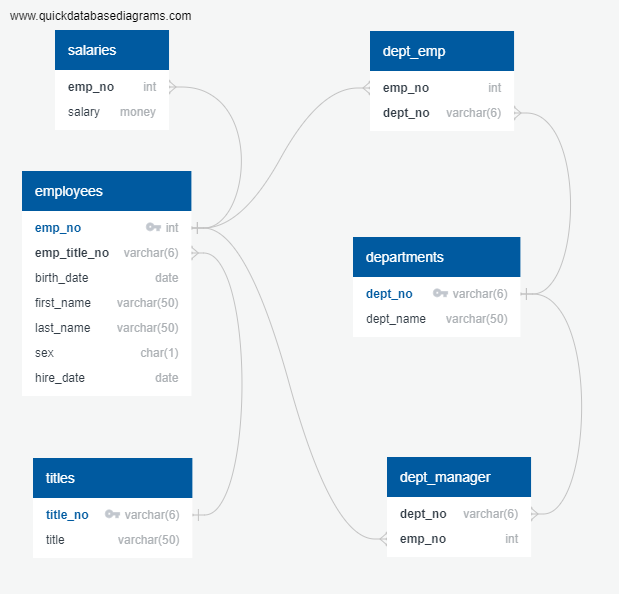 www.quickdatabasediagrams.com
salaries
emp_no int
salary money
dept_emp
emp_no int
dept_no varchar(6)
employees
emp_no int
emp_title_no varchar(6)
birth_date date
first_name varchar(50)
last_name varchar(50)
sex char(1)
hire_date date
departments
dept_no varchar(6)
dept_name varchar(50)
titles
title_no varchar(6)
title varchar(50)
dept_manager
dept_no varchar(6)
emp_no int